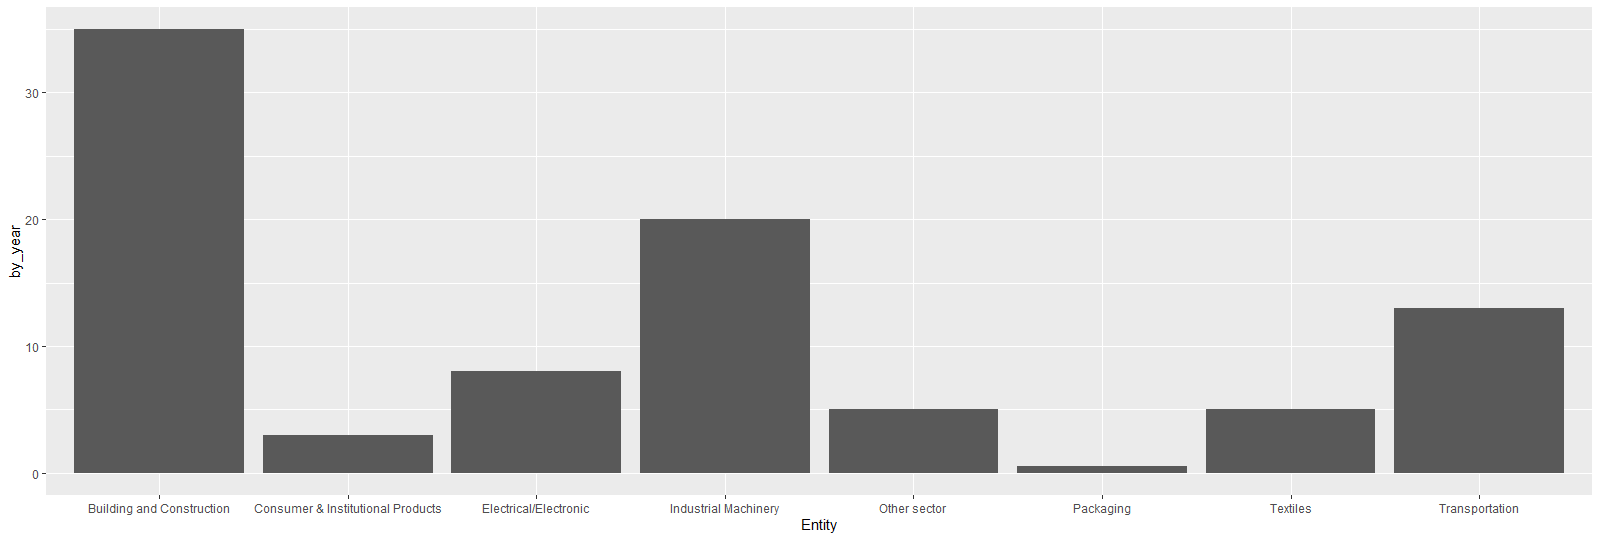 by_year
30
20
10
0
Building and Construction
Consumer & Institutional Products
Electrical/Electronic
Industrial Machinery
Other sector
Packaging
Textiles
Transportation
Entity